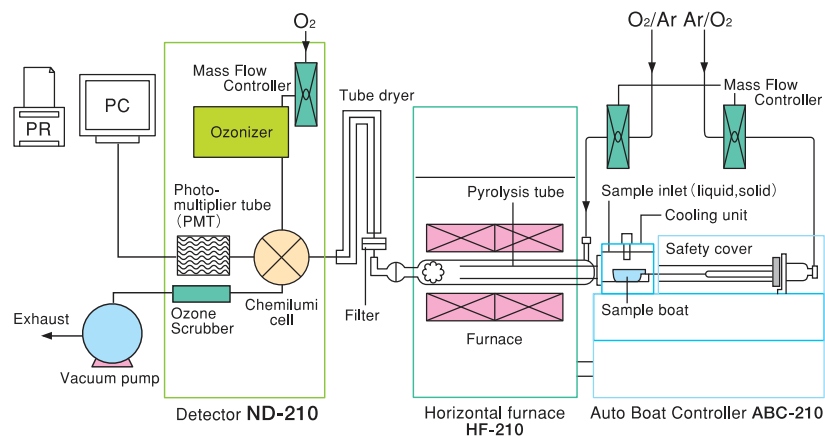 O2
O2/Ar Ar/O2
Mass Flow
Controller
Tube dryer
Mass Flow
Controller
PC
PR
Ozonizer
Photo-
multiplier tube
(PMT)
Pyrolysis tube
Sample inlet(liquid,solid)
Cooling unit
Safety cover
Exhaust
Ozone
Scrubber
Chemilumi
cell
Filter
Furnace
Sample boat
Vacuum pump
Detector ND-210
Horizontal furnace
HF-210
Auto Boat Controller ABC-210